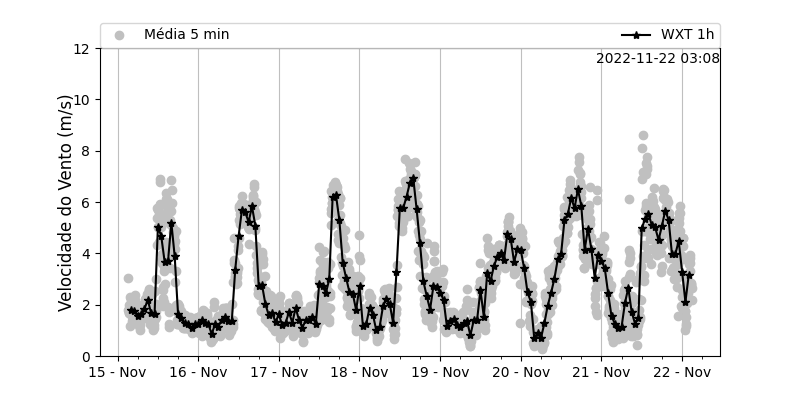 Média 5 min
WXT 1h
2022-11-22 03:08
Velocidade do Vento (m/s)
12
10
8
6
4
2
0
15 - Nov
16 - Nov
17 - Nov
18 - Nov
19 - Nov
20 - Nov
21 - Nov
22 - Nov